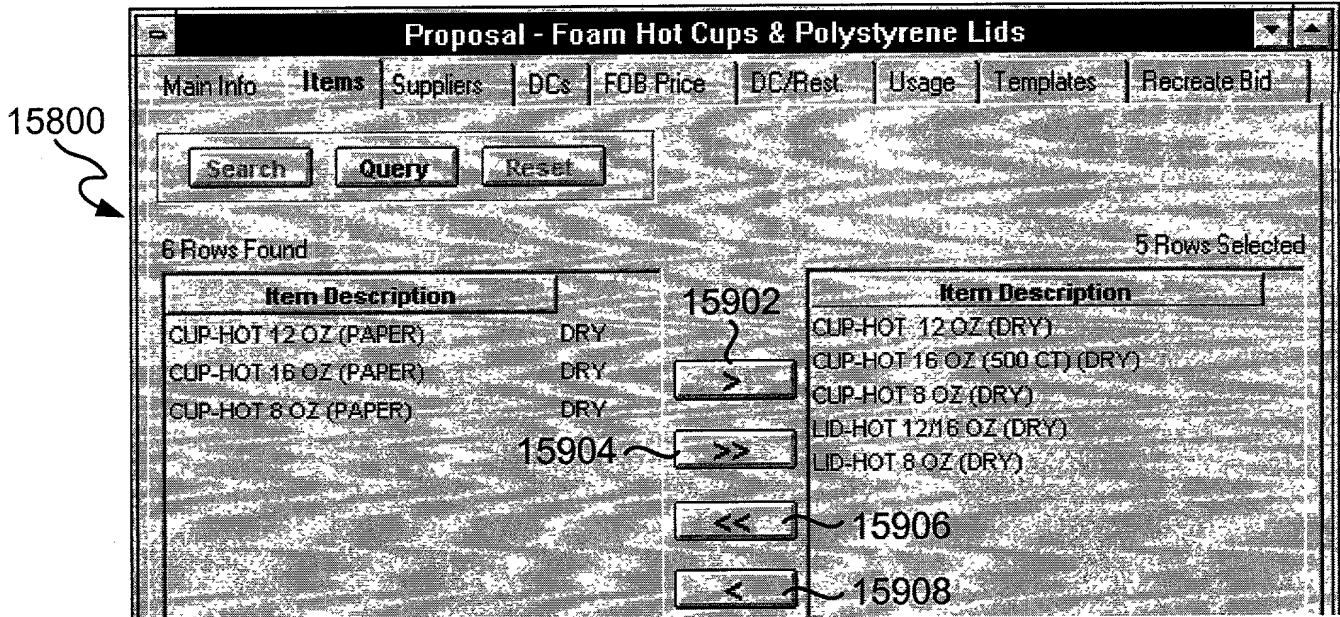 Proposal - Foam Hot Cups & Polystyrene Lids
Main Info Items Suppliers DCs FOB Price DC/Rest. Usage Templates Recreate Bid
15800
Search Query Reset
6 Rows Found 5 Rows Selected
Item Description 15902 Item Description
CUP-HOT 12 OZ (PAPER) DRY CUP-HOT 12 OZ (DRY)
CUP-HOT 16 OZ (PAPER) DRY > CUP-HOT 16 OZ (500 CT) (DRY)
CUP-HOT 8 OZ (PAPER) DRY CUP-HOT 8 OZ (DRY)
LID-HOT 12/16 OZ (DRY)
15904 >> LID-HOT 8 OZ (DRY)
<< 15906
< 15908